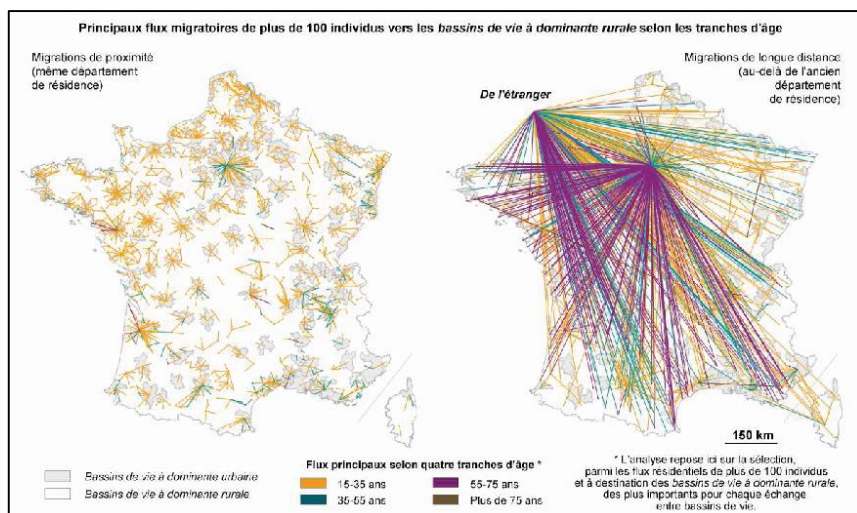 Principaux flux migratoires de plus de 100 individus vers les bassins de vie à dominante rurale selon les tranches d'âge
Migrations de proximité
(même département
de résidence)
Migrations de longue distance
(au-delà de l'ancien
département
de résidence)
De l'étranger
150 km
Bassins de vie à dominante urbaine
Bassins de vie à dominante rurale
Flux principaux selon quatre tranches d'âge *
15-35 ans
55-75 ans
35-55 ans
Plus de 75 ans
* L'analyse repose ici sur la sélection,
parmi les flux résidentiels de plus de 100 individus
et à destination des bassins de vie à dominante rurale,
des plus importants pour chaque échange
entre bassins de vie.